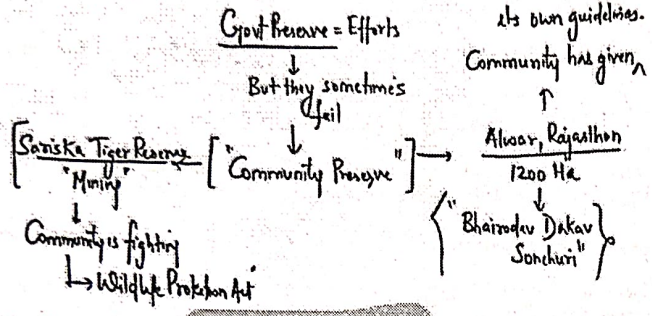 Govt Reserve = Efforts
↓
But they sometimes
fail
↓
its own guidelines.
Community has given ^
↑
[Sariska Tiger Reserve — ["Community Preserve"] → Alwar, Rajasthan
"Mining"
1200 Ha
↓
↓
Community is fighting
↳ Wildlife Protection Act"
{"Bhairodev Dakav
Sonchuri"}